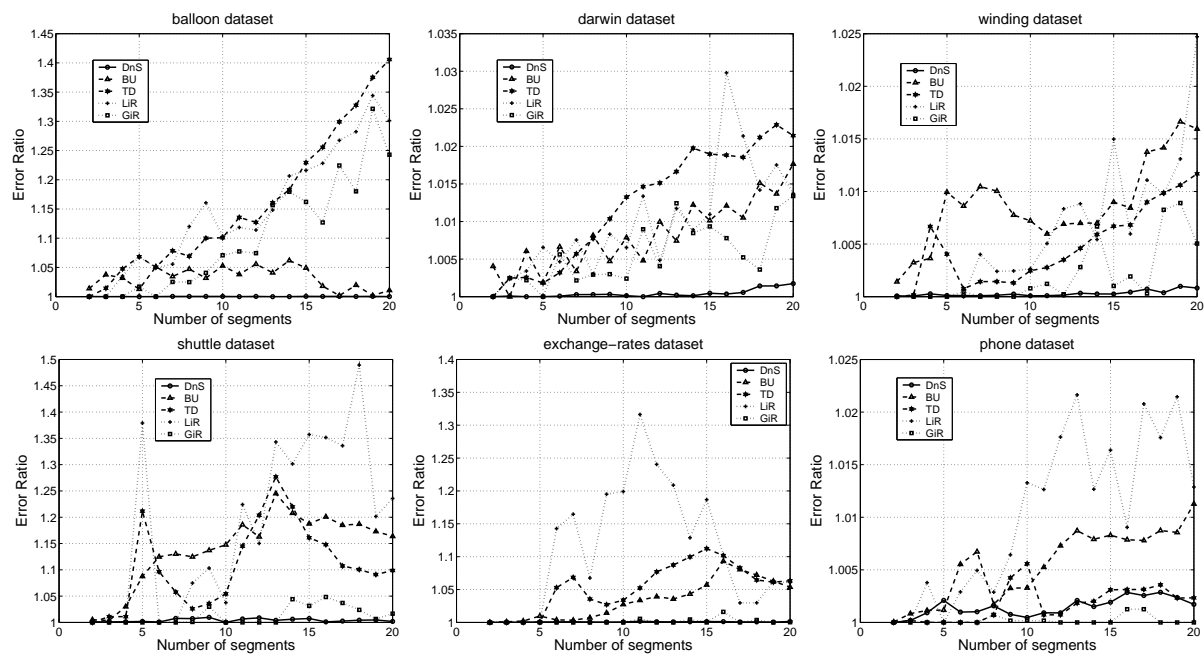 balloon dataset
1.45
1.4
1.35
1.3
1.25
1.2
1.15
1.1
1.05
1
Error Ratio
DnS
BU
TD
LiR
GiR
0 5 10 15 20
Number of segments
darwin dataset
1.035
1.03
1.025
1.02
1.015
1.01
1.005
1
Error Ratio
DnS
BU
TD
LiR
GiR
0 5 10 15 20
Number of segments
winding dataset
1.025
1.02
1.015
1.01
1.005
1
Error Ratio
DnS
BU
TD
LiR
GiR
0 5 10 15 20
Number of segments
shuttle dataset
1.5
1.45
1.4
1.35
1.3
1.25
1.2
1.15
1.1
1.05
1
Error Ratio
DnS
BU
TD
LiR
GiR
0 5 10 15 20
Number of segments
exchange-rates dataset
1.4
1.35
1.3
1.25
1.2
1.15
1.1
1.05
1
Error Ratio
DnS
BU
TD
LiR
GiR
0 5 10 15 20
Number of segments
phone dataset
1.025
1.02
1.015
1.01
1.005
1
Error Ratio
DnS
BU
TD
LiR
GiR
0 5 10 15 20
Number of segments